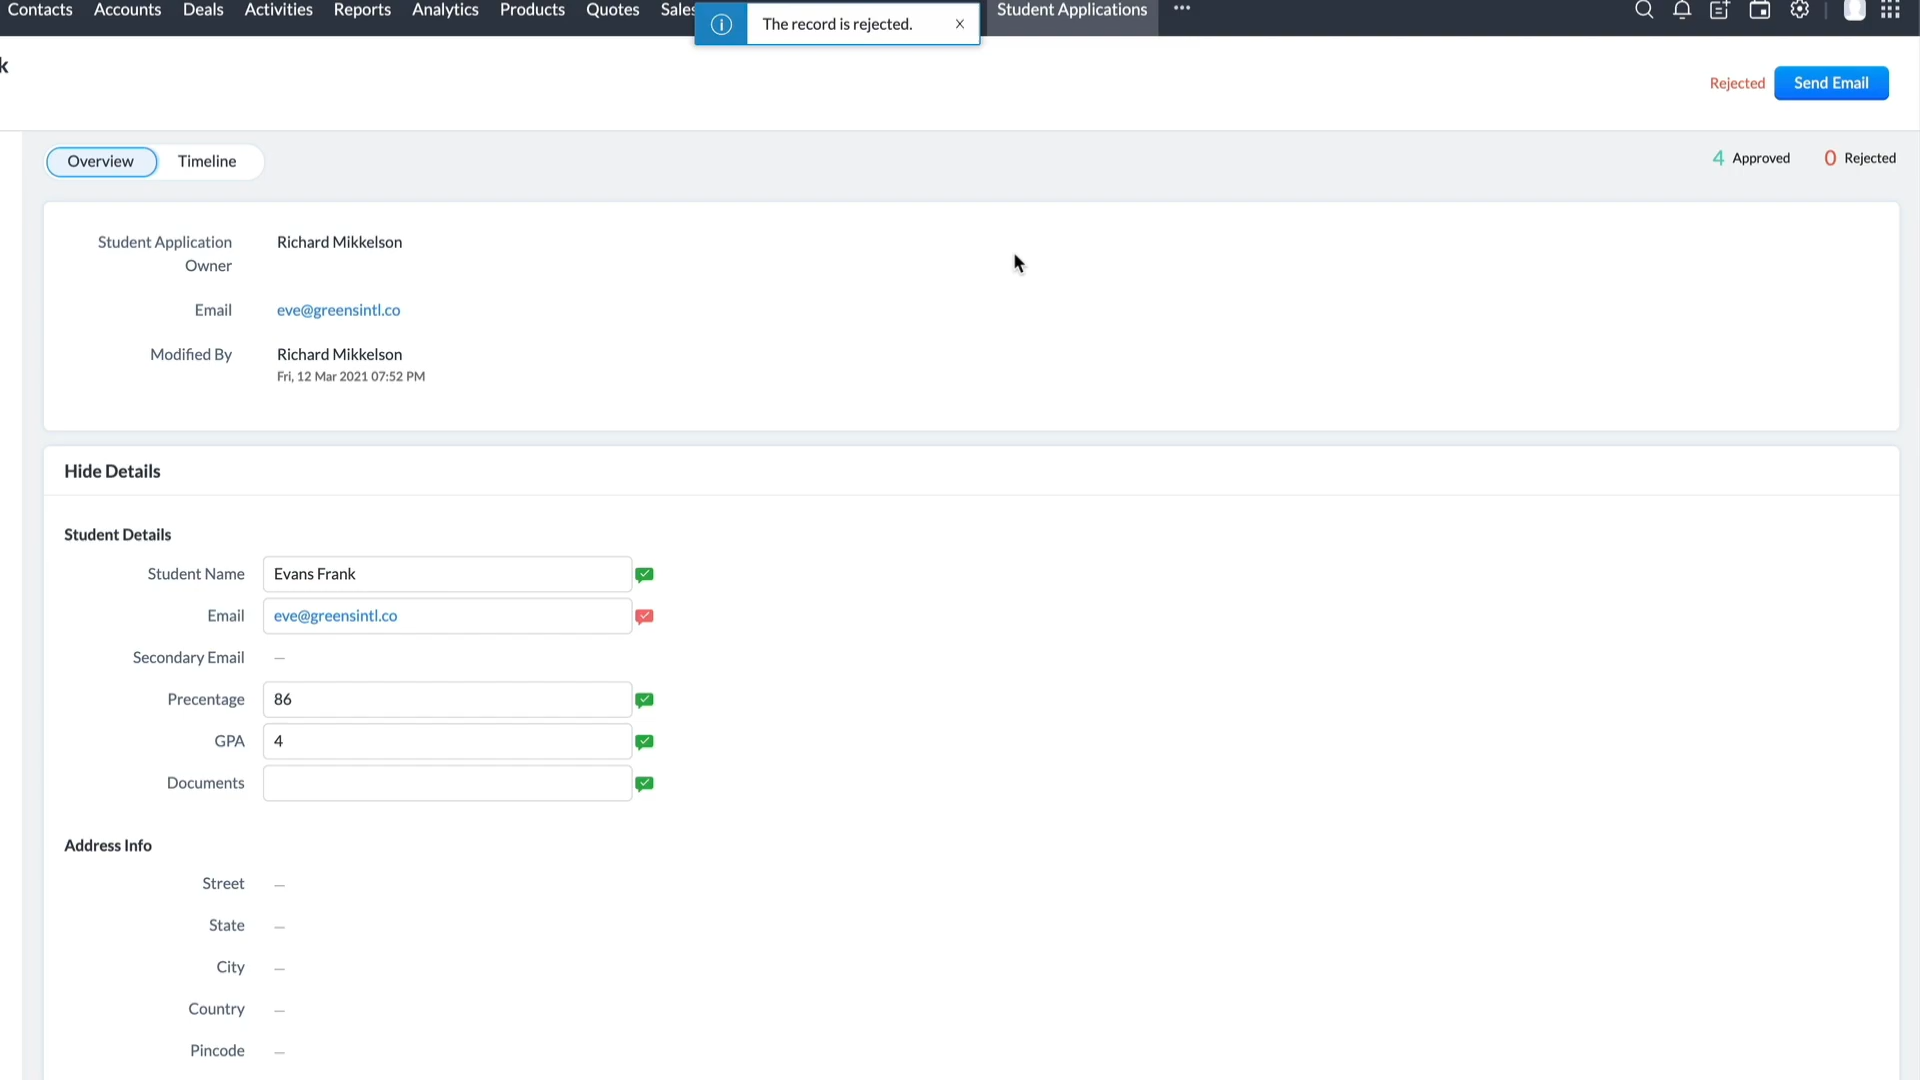 Contacts Accounts Deals Activities Reports Analytics Products Quotes Sales Student Applications ···
The record is rejected. ×
k
Rejected Send Email
Overview Timeline
4 Approved 0 Rejected
Student Application Owner Richard Mikkelson
Email eve@greensintl.co
Modified By Richard Mikkelson
Fri, 12 Mar 2021 07:52 PM
Hide Details
Student Details
Student Name Evans Frank
Email eve@greensintl.co
Secondary Email —
Precentage 86
GPA 4
Documents
Address Info
Street —
State —
City —
Country —
Pincode —